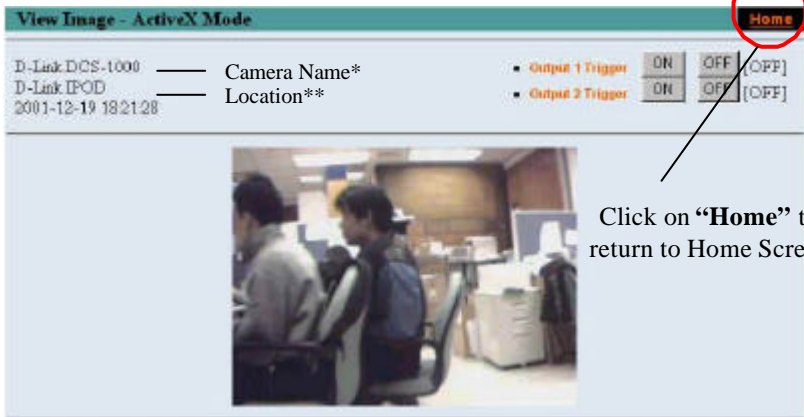 View Image - ActiveX Mode
Home
D-Link DCS-1000
Camera Name*
Output 1 Trigger ON OFF [OFF]
D-Link IPOD
Location**
Output 2 Trigger ON OFF [OFF]
2001-12-19 18:21:28
Click on “Home” t
return to Home Scre